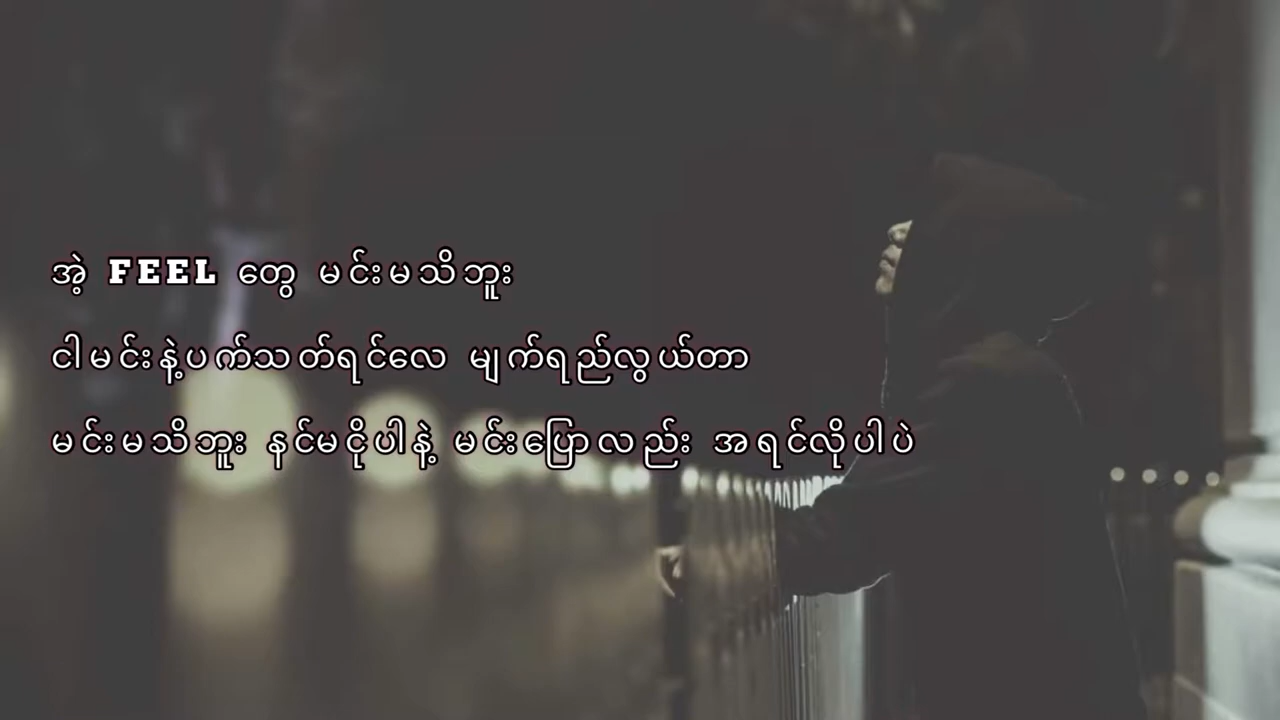 အဲ့ FEEL တွေ မင်းမသိဘူး
ငါမင်းနဲ့ပက်သတ်ရင်လေ မျက်ရည်လွယ်တာ
မင်းမသိဘူး နင်မငိုပါနဲ့ မင်းပြောလည်း အရင်လိုပါပဲ